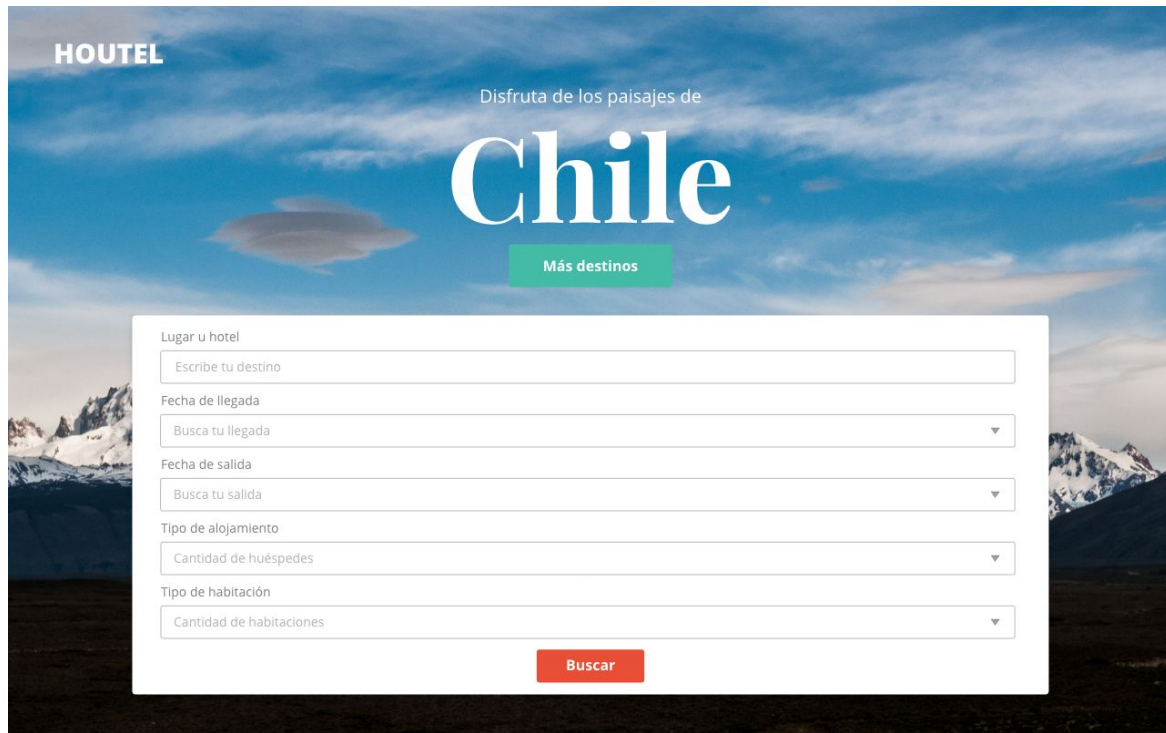 HOUTEL
Disfruta de los paisajes de
Chile
Más destinos
Lugar u hotel
Escribe tu destino
Fecha de llegada
Busca tu llegada
Fecha de salida
Busca tu salida
Tipo de alojamiento
Cantidad de huéspedes
Tipo de habitación
Cantidad de habitaciones
Buscar